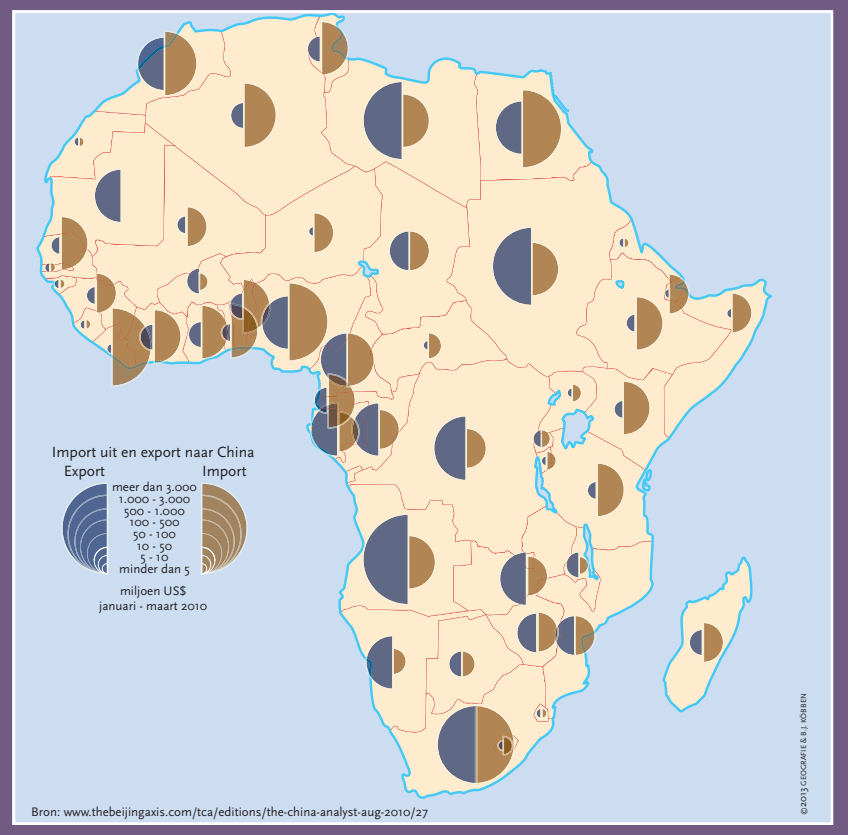 Import uit en export naar China
Export Import
meer dan 3.000
1.000 - 3.000
500 - 1.000
100 - 500
50 - 100
10 - 50
5 - 10
minder dan 5
miljoen US$
januari - maart 2010
©2013 GEOGRAFIE & B.J. KÖBBEN
Bron: www.thebeijingaxis.com/tca/editions/the-china-analyst-aug-2010/27